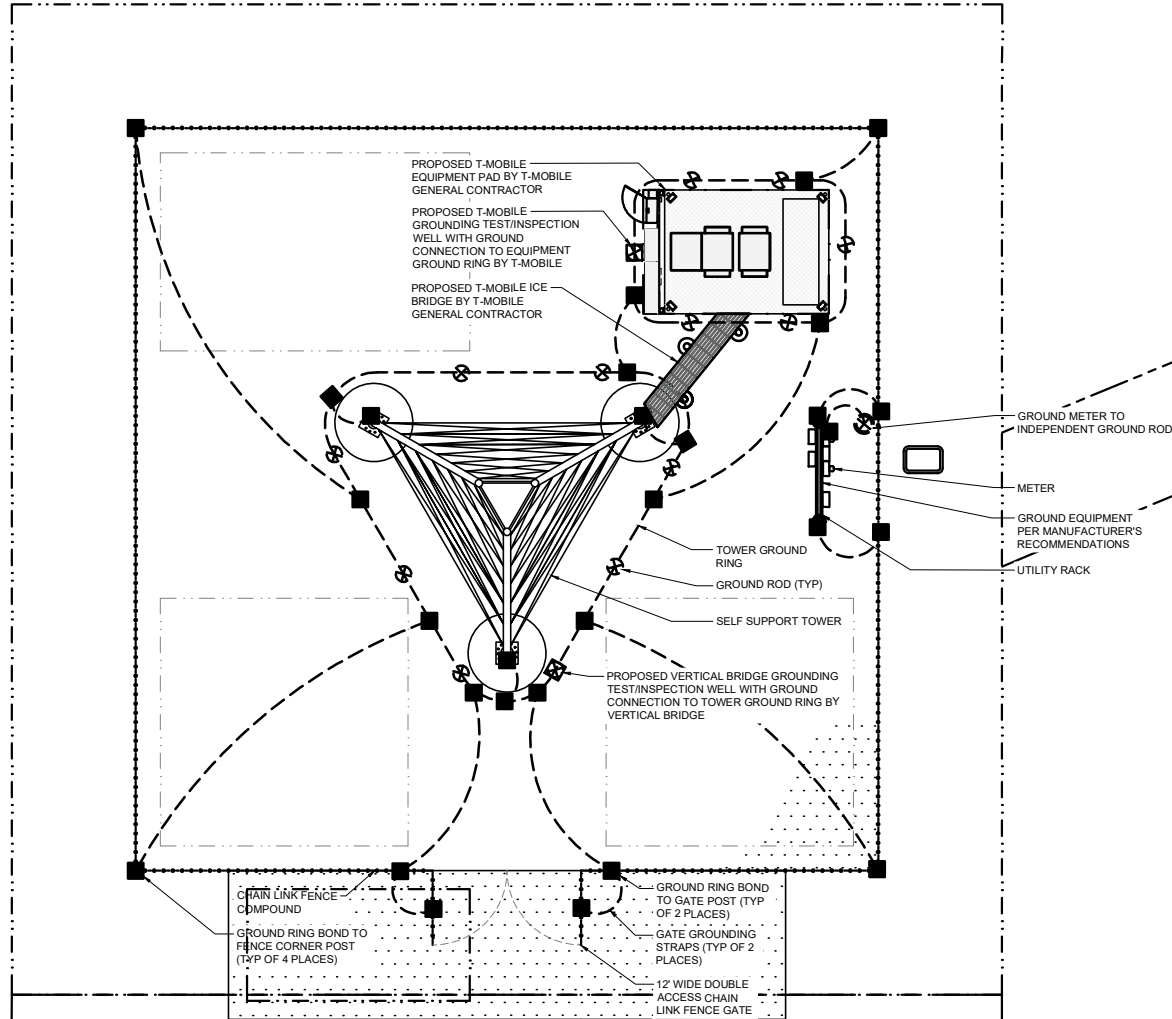 PROPOSED T-MOBILE
EQUIPMENT PAD BY T-MOBILE
GENERAL CONTRACTOR
PROPOSED T-MOBILE
GROUNDING TEST/INSPECTION
WELL WITH GROUND
CONNECTION TO EQUIPMENT
GROUND RING BY T-MOBILE
PROPOSED T-MOBILE ICE
BRIDGE BY T-MOBILE
GENERAL CONTRACTOR
GROUND METER TO
INDEPENDENT GROUND ROD
METER
GROUND EQUIPMENT
PER MANUFACTURER'S
RECOMMENDATIONS
UTILITY RACK
TOWER GROUND
RING
GROUND ROD (TYP)
SELF SUPPORT TOWER
PROPOSED VERTICAL BRIDGE GROUNDING
TEST/INSPECTION WELL WITH GROUND
CONNECTION TO TOWER GROUND RING BY
VERTICAL BRIDGE
CHAIN LINK FENCE
COMPOUND
GROUND RING BOND TO
FENCE CORNER POST
(TYP OF 4 PLACES)
GROUND RING BOND
TO GATE POST (TYP
OF 2 PLACES)
GATE GROUNDING
STRAPS (TYP OF 2
PLACES)
12' WIDE DOUBLE
ACCESS CHAIN
LINK FENCE GATE